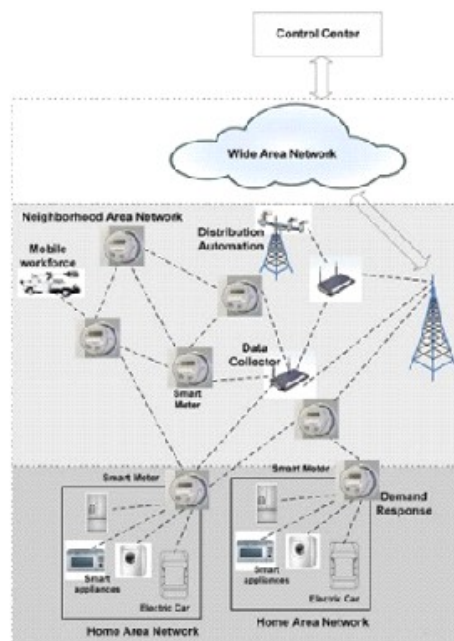 Control Center
Wide Area Network
Neighborhood Area Network
Mobile
workforce
Distribution
Automation
Data
Collector
Smart
Meter
Smart Meter
Smart Meter
Demand
Response
Smart
appliances
Electric Car
Smart
appliances
Electric Car
Home Area Network
Home Area Network